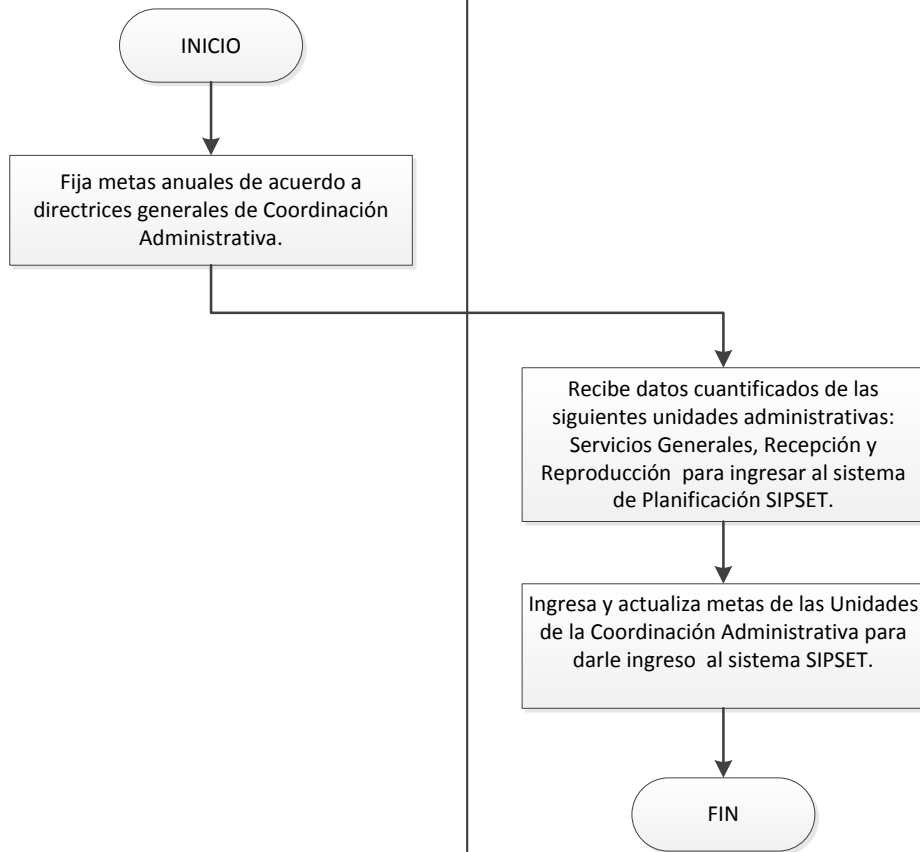 INICIO
Fija metas anuales de acuerdo a
directrices generales de Coordinación
Administrativa.
Recibe datos cuantificados de las
siguientes unidades administrativas:
Servicios Generales, Recepción y
Reproducción para ingresar al sistema
de Planificación SIPSET.
Ingresa y actualiza metas de las Unidades
de la Coordinación Administrativa para
darle ingreso al sistema SIPSET.
FIN